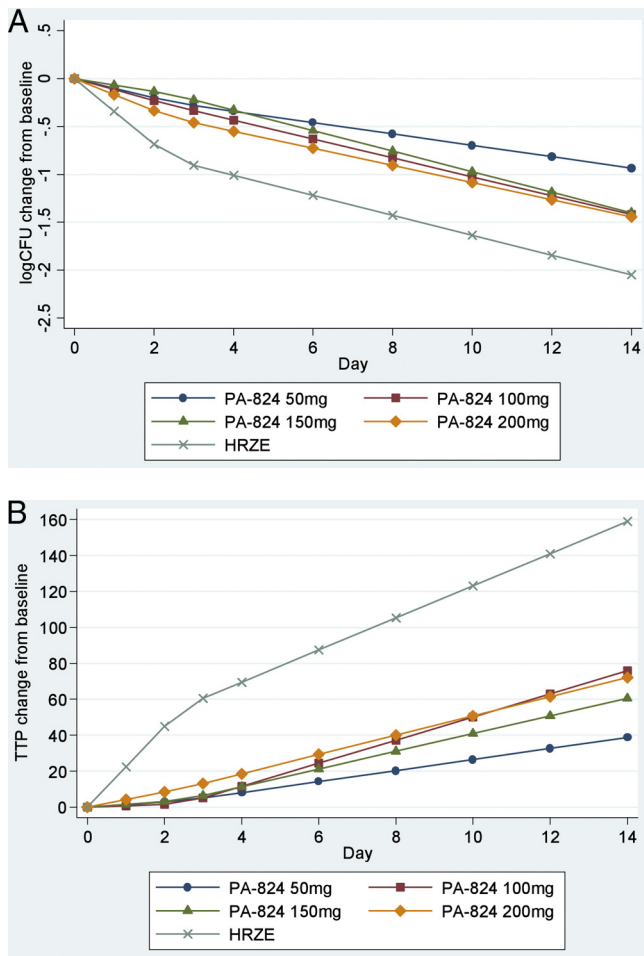 A
logCFU change from baseline
.5
0
-.5
-1
-1.5
-2
-2.5
0 2 4 6 8 10 12 14
Day
PA-824 50mg PA-824 100mg
PA-824 150mg PA-824 200mg
HRZE
B
TTP change from baseline
160
140
120
100
80
60
40
20
0
0 2 4 6 8 10 12 14
Day
PA-824 50mg PA-824 100mg
PA-824 150mg PA-824 200mg
HRZE